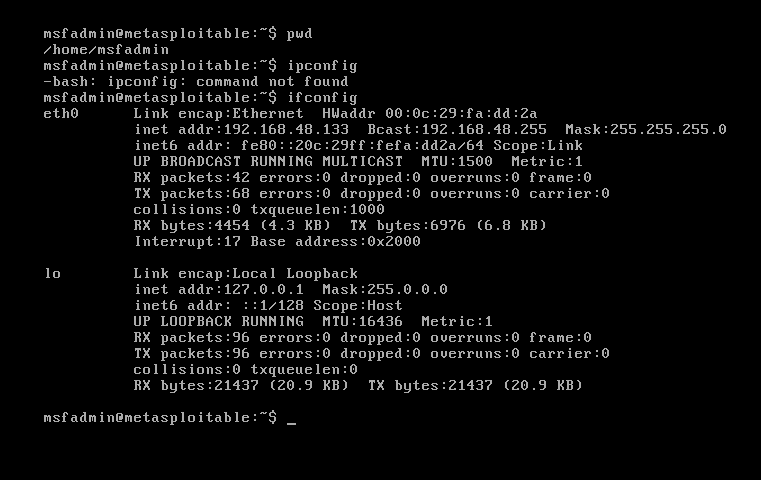 msfadmin@metasploitable:~$ pwd
/home/msfadmin
msfadmin@metasploitable:~$ ipconfig
-bash: ipconfig: command not found
msfadmin@metasploitable:~$ ifconfig
eth0      Link encap:Ethernet  HWaddr 00:0c:29:fa:dd:2a
          inet addr:192.168.48.133  Bcast:192.168.48.255  Mask:255.255.255.0
          inet6 addr: fe80::20c:29ff:fefa:dd2a/64 Scope:Link
          UP BROADCAST RUNNING MULTICAST  MTU:1500  Metric:1
          RX packets:42 errors:0 dropped:0 overruns:0 frame:0
          TX packets:68 errors:0 dropped:0 overruns:0 carrier:0
          collisions:0 txqueuelen:1000
          RX bytes:4454 (4.3 KB)  TX bytes:6976 (6.8 KB)
          Interrupt:17 Base address:0x2000
lo        Link encap:Local Loopback
          inet addr:127.0.0.1  Mask:255.0.0.0
          inet6 addr: ::1/128 Scope:Host
          UP LOOPBACK RUNNING  MTU:16436  Metric:1
          RX packets:96 errors:0 dropped:0 overruns:0 frame:0
          TX packets:96 errors:0 dropped:0 overruns:0 carrier:0
          collisions:0 txqueuelen:0
          RX bytes:21437 (20.9 KB)  TX bytes:21437 (20.9 KB)
msfadmin@metasploitable:~$ _